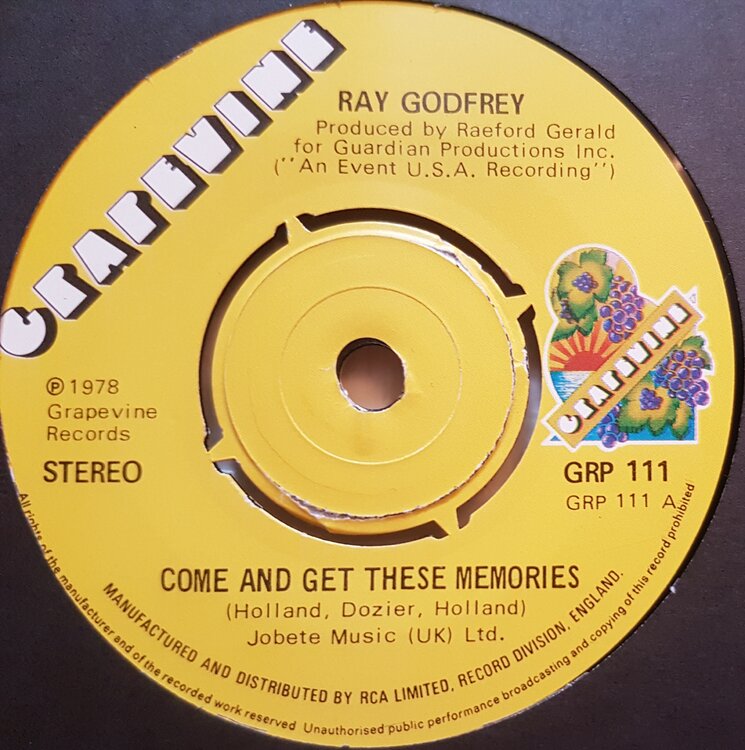 GRAPEVINE
RAY GODFREY
Produced by Raeford Gerald
for Guardian Productions Inc.
(''An Event U.S.A. Recording'')
GRAPEVINE
℗ 1978
Grapevine
Records
STEREO
GRP 111
GRP 111 A
COME AND GET THESE MEMORIES
(Holland, Dozier, Holland)
Jobete Music (UK) Ltd.
MANUFACTURED AND DISTRIBUTED BY RCA LIMITED, RECORD DIVISION, ENGLAND.
All rights of the manufacturer and of the recorded work reserved Unauthorised public performance broadcasting and copying of this record prohibited